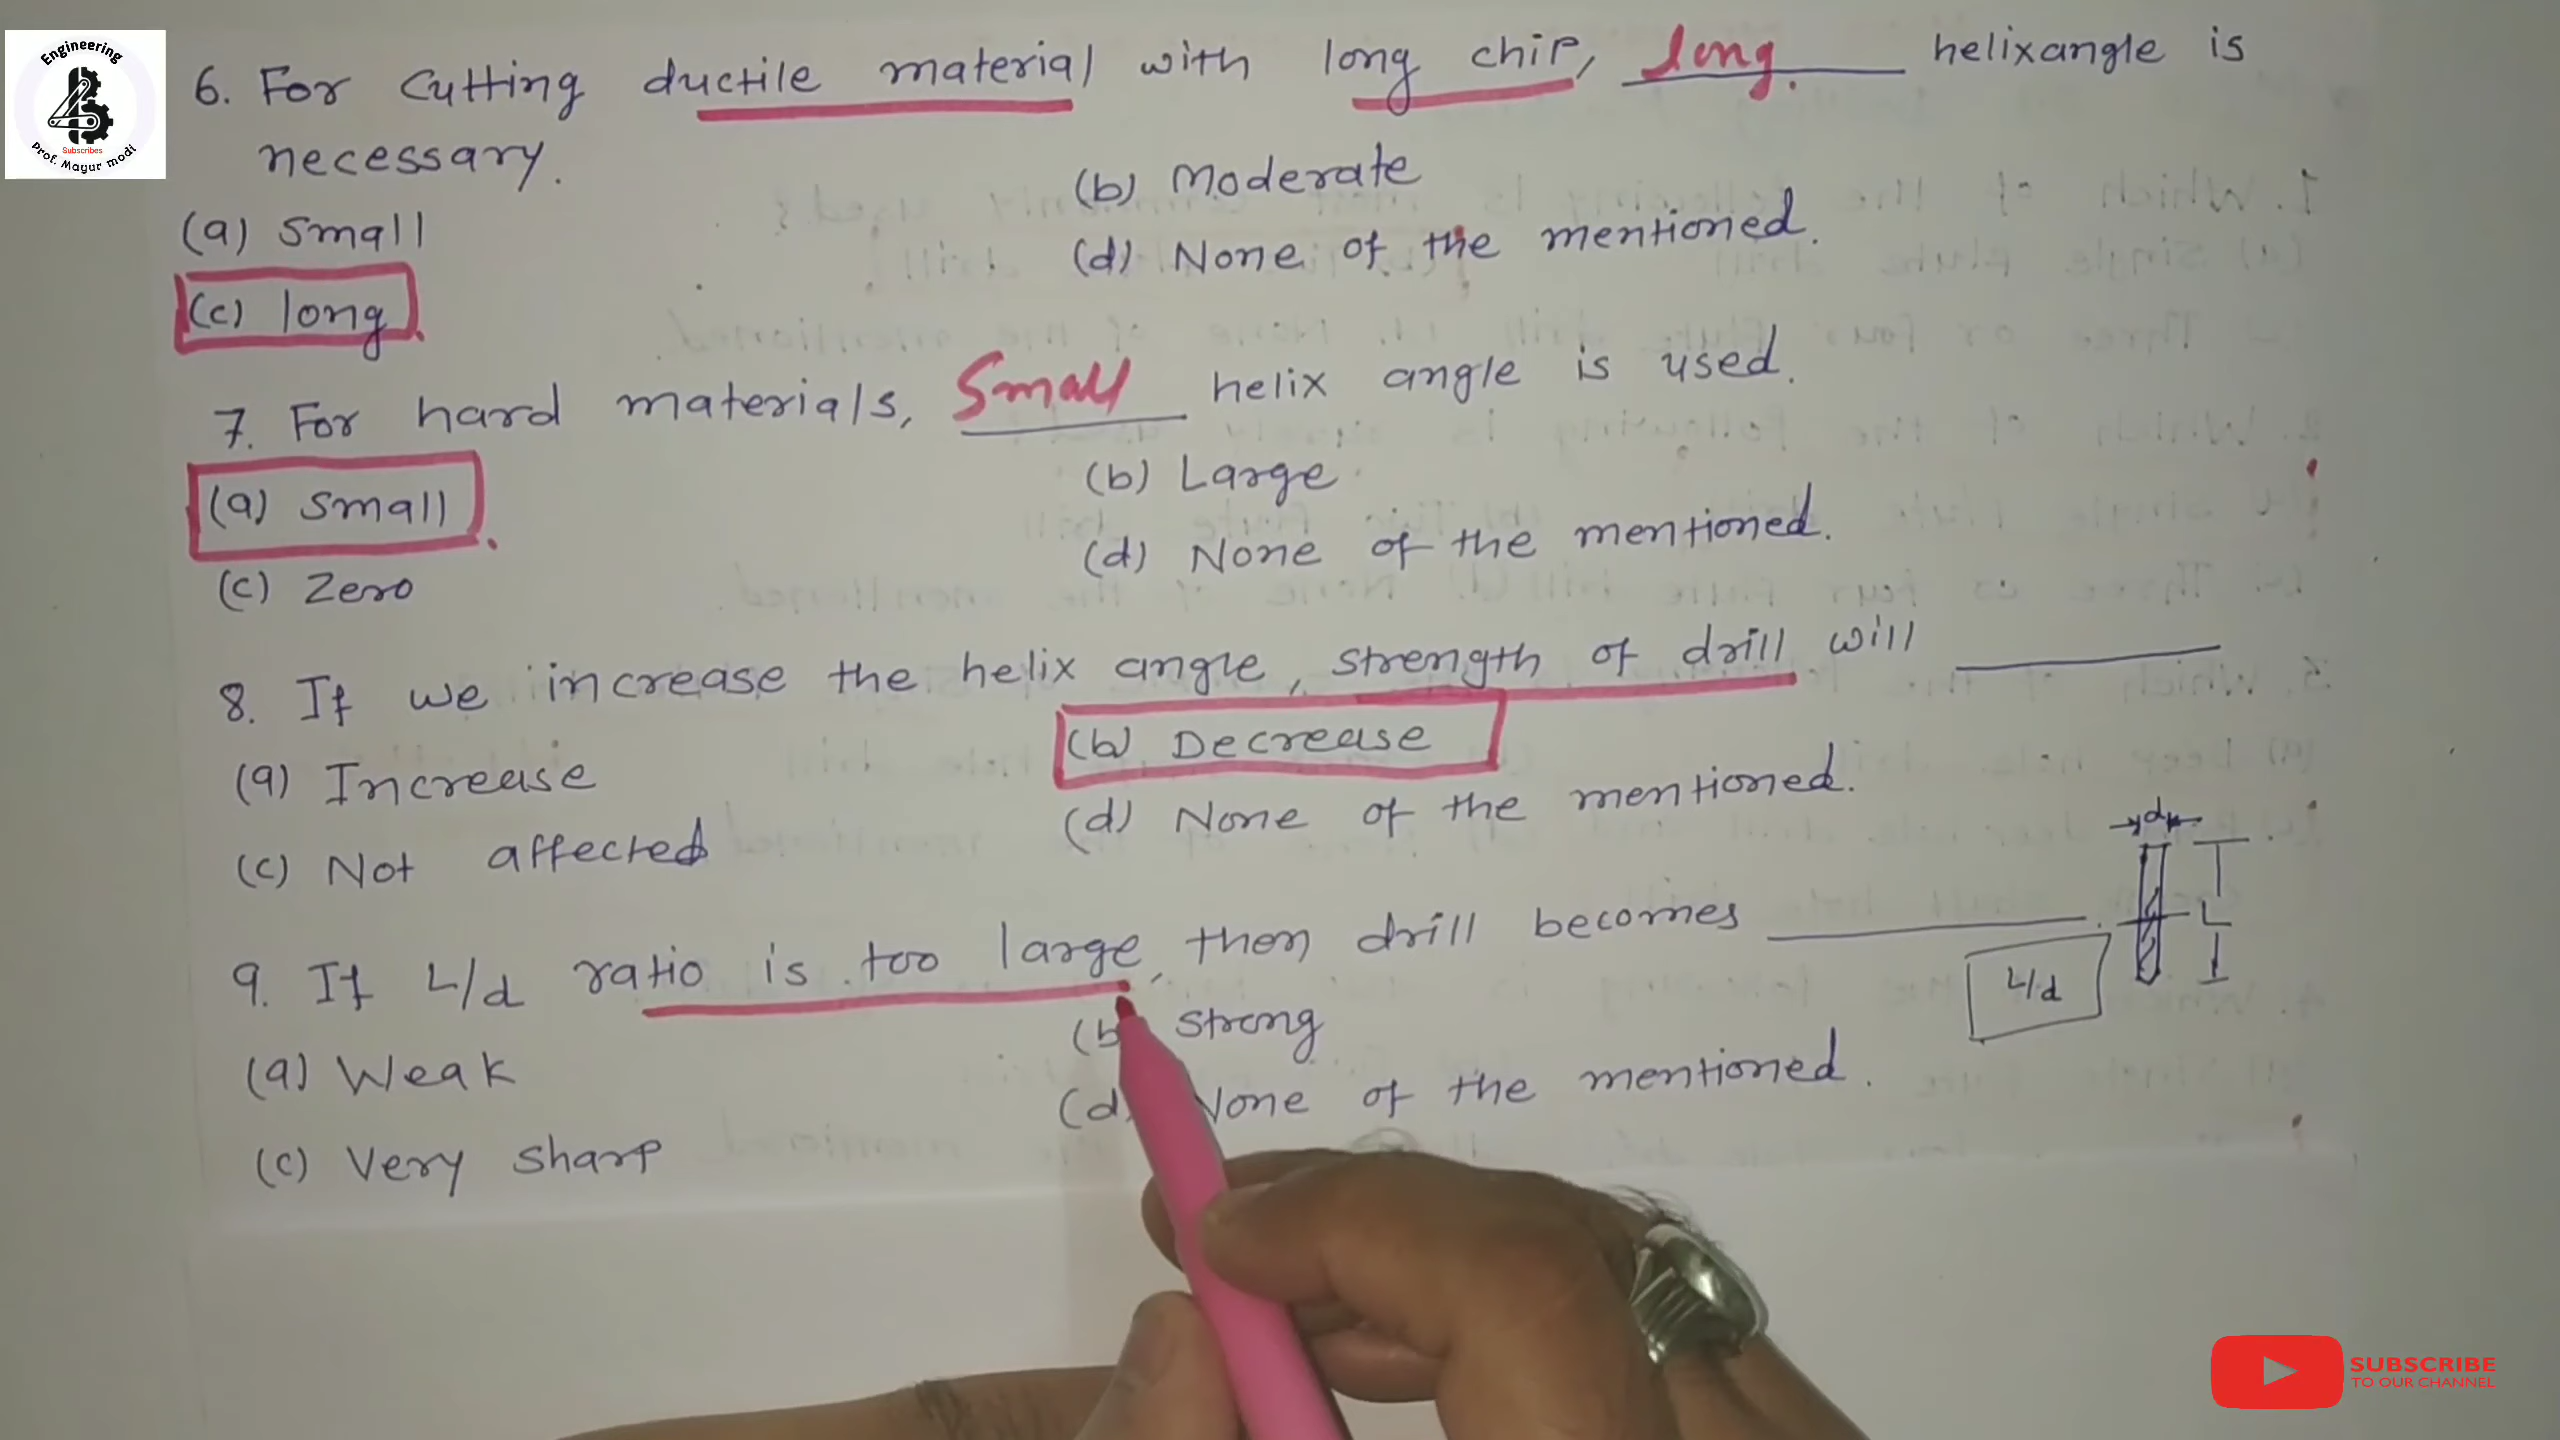 Engineering
Subscribes
Prof. Mayur modi
6. For Cutting ductile material with long chip, long. helix angle is
necessary.
(a) Small
(b) Moderate
(c) long
(d) None of the mentioned.
7. For hard materials, Small helix angle is used.
(a) Small
(b) Large
(c) Zero
(d) None of the mentioned.
8. If we increase the helix angle, strength of drill will
(a) Increase
(b) Decrease
(c) Not affected
(d) None of the mentioned.
d
L
L/d
9. If L/d ratio is too large, then drill becomes
(a) Weak
(b) Strong
(c) Very sharp
(d) None of the mentioned.
SUBSCRIBE
TO OUR CHANNEL